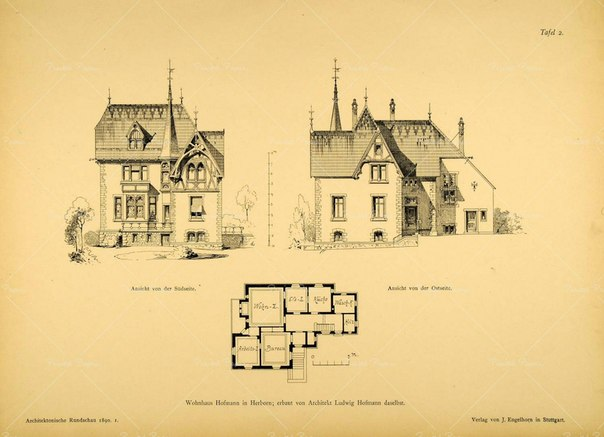 Tafel 2.
Ansicht von der Südseite.
Ansicht von der Ostseite.
Wohn-Z.
Küche
Arbeits-Z.
Bureau
Wohnhaus Hofmann in Herborn; erbaut von Architekt Ludwig Hofmann daselbst.
Architektonische Rundschau 1890. 1.
Verlag von J. Engelhorn in Stuttgart.